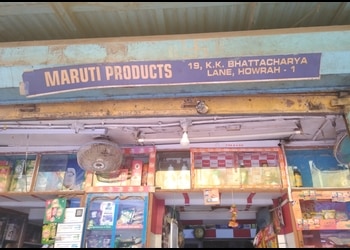 MARUTI PRODUCTS
19, K.K. BHATTACHARYA
LANE, HOWRAH - 1